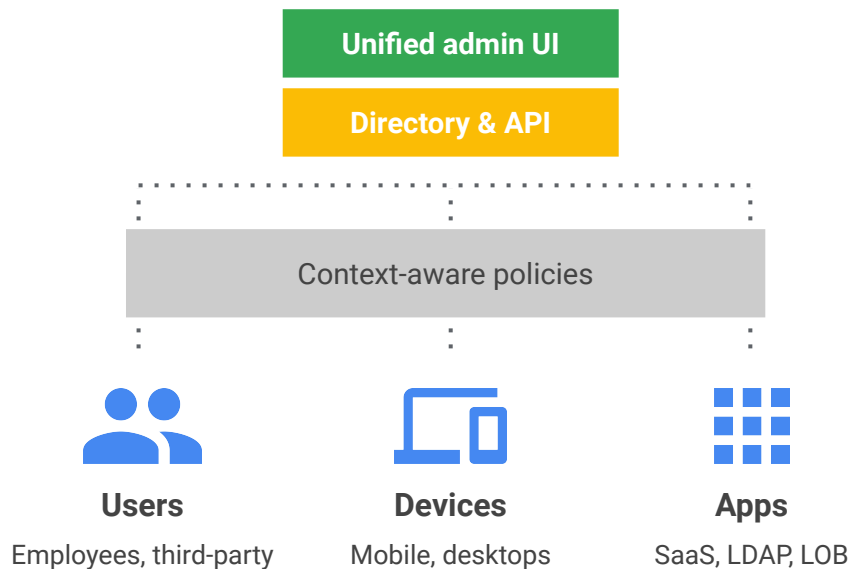 Unified admin UI
Directory & API
Context-aware policies
Users
Devices
Apps
Employees, third-party
Mobile, desktops
SaaS, LDAP, LOB